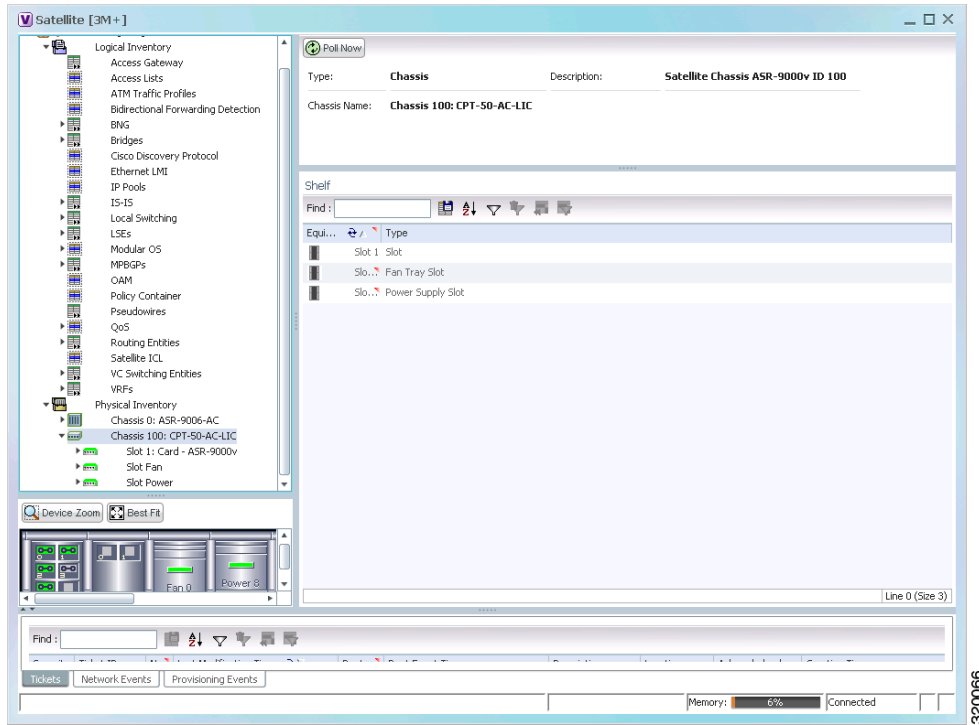 Satellite [3M+]
Logical Inventory
Access Gateway
Access Lists
ATM Traffic Profiles
Bidirectional Forwarding Detection
BNG
Bridges
Cisco Discovery Protocol
Ethernet LMI
IP Pools
IS-IS
Local Switching
LSEs
Modular OS
MPBGPs
OAM
Policy Container
Pseudowires
QoS
Routing Entities
Satellite ICL
VC Switching Entities
VRFs
Physical Inventory
Chassis 0: ASR-9006-AC
Chassis 100: CPT-50-AC-LIC
Slot 1: Card - ASR-9000v
Slot Fan
Slot Power
Device Zoom Best Fit
Fan 0 Power 8
Poll Now
Type: Chassis Description: Satellite Chassis ASR-9000v ID 100
Chassis Name: Chassis 100: CPT-50-AC-LIC
Shelf
Find :
Equi... Type
Slot 1 Slot
Slo... Fan Tray Slot
Slo... Power Supply Slot
Line 0 (Size 3)
Find :
Tickets Network Events Provisioning Events
Memory: 6% Connected
320066